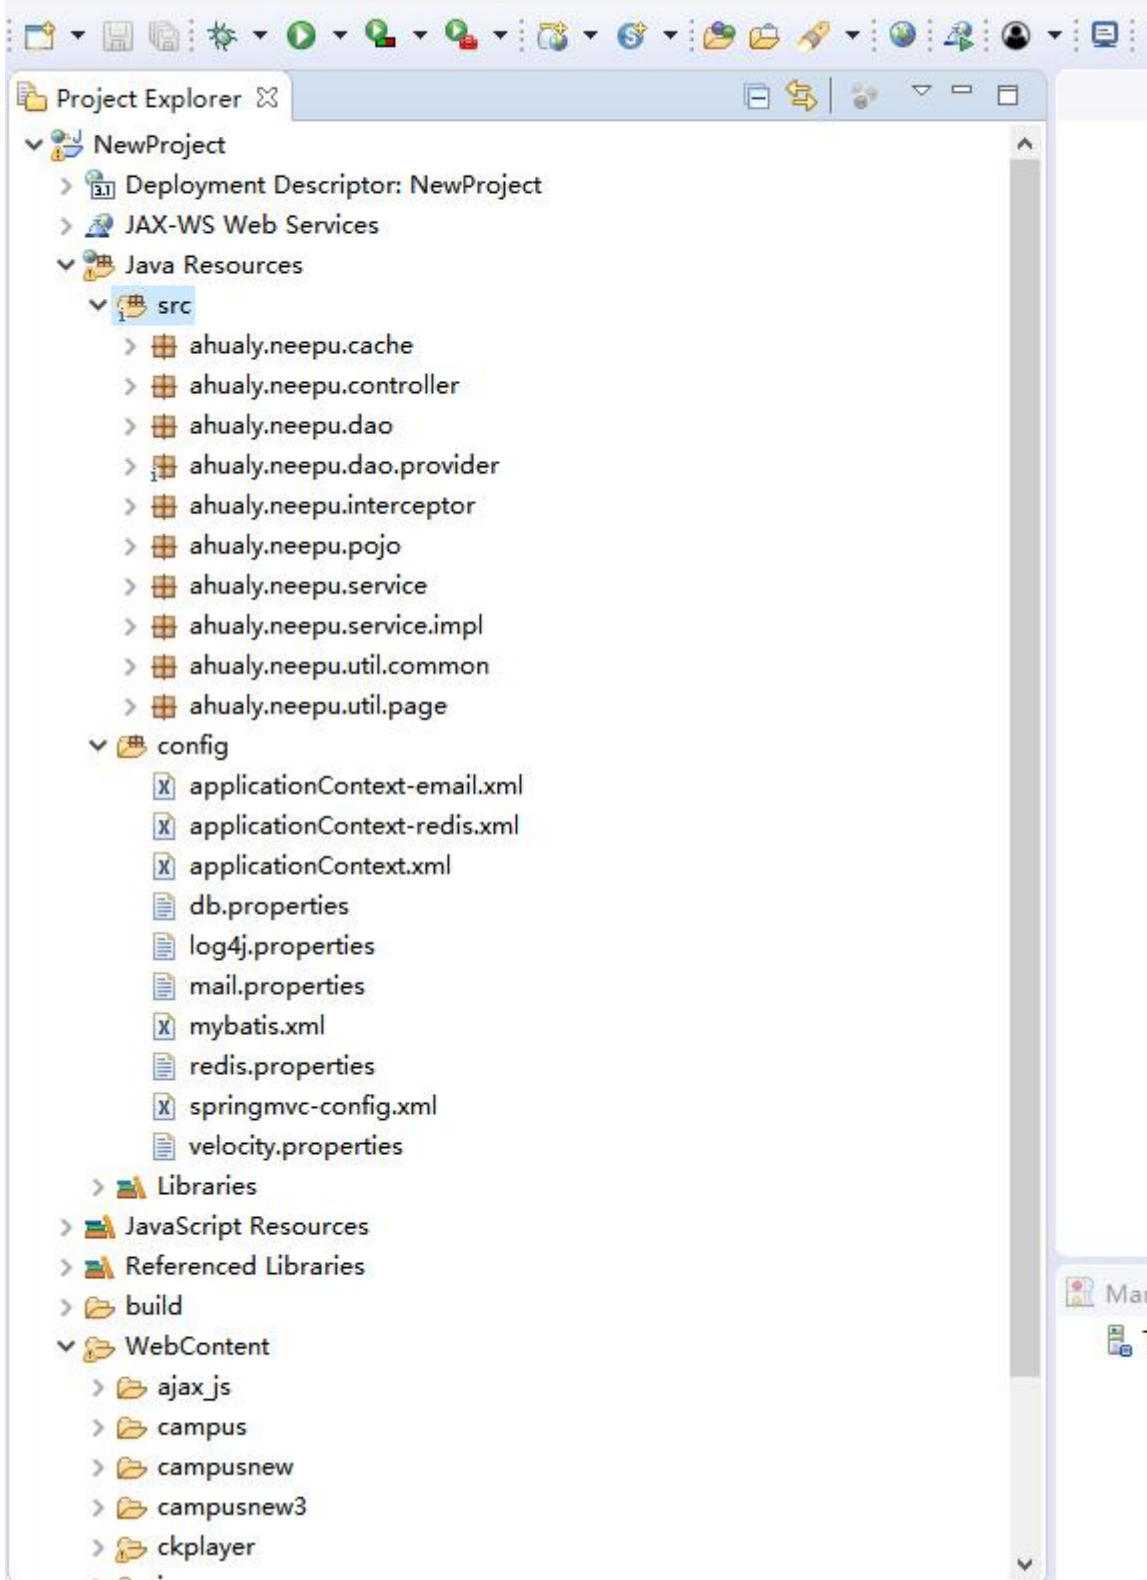 Project Explorer
NewProject
3.1 Deployment Descriptor: NewProject
JAX-WS Web Services
Java Resources
src
ahualy.neepu.cache
ahualy.neepu.controller
ahualy.neepu.dao
ahualy.neepu.dao.provider
ahualy.neepu.interceptor
ahualy.neepu.pojo
ahualy.neepu.service
ahualy.neepu.service.impl
ahualy.neepu.util.common
ahualy.neepu.util.page
config
applicationContext-email.xml
applicationContext-redis.xml
applicationContext.xml
db.properties
log4j.properties
mail.properties
mybatis.xml
redis.properties
springmvc-config.xml
velocity.properties
Libraries
JavaScript Resources
Referenced Libraries
build
WebContent
ajax_js
campus
campusnew
campusnew3
ckplayer